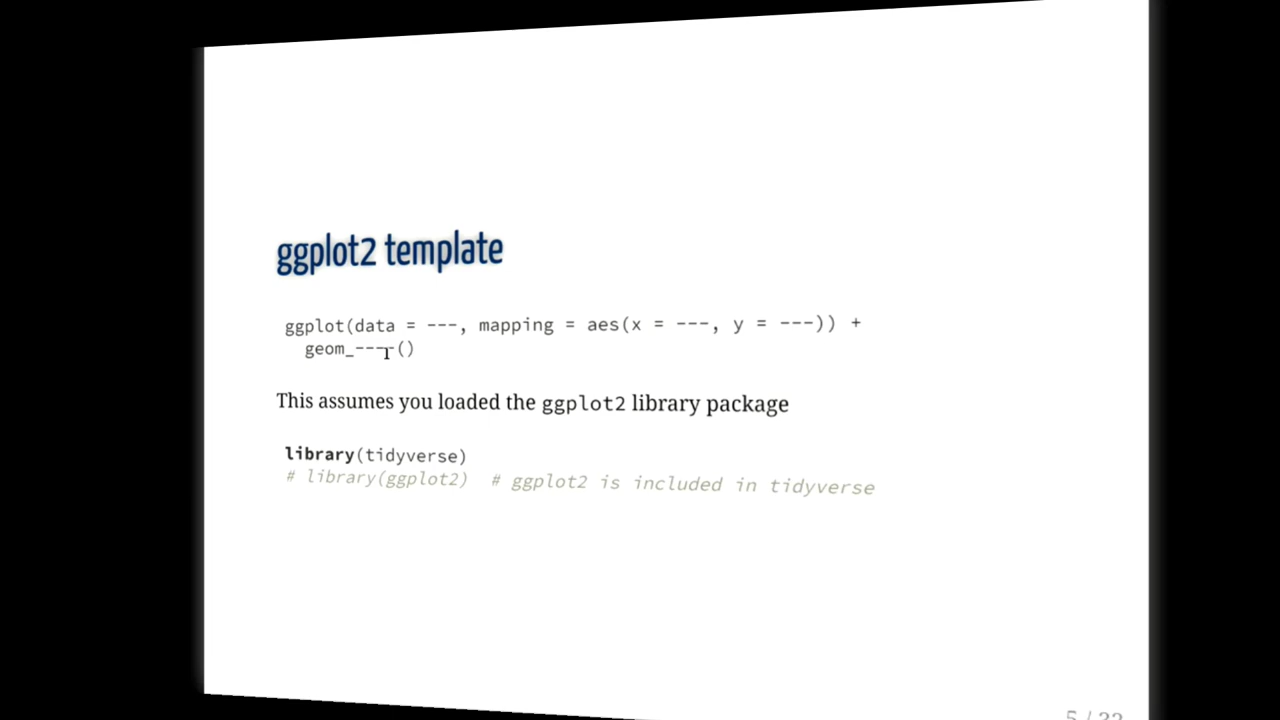 ggplot2 template
ggplot(data = ---, mapping = aes(x = ---, y = ---)) +
geom_----()
This assumes you loaded the ggplot2 library package
library(tidyverse)
# library(ggplot2)  # ggplot2 is included in tidyverse